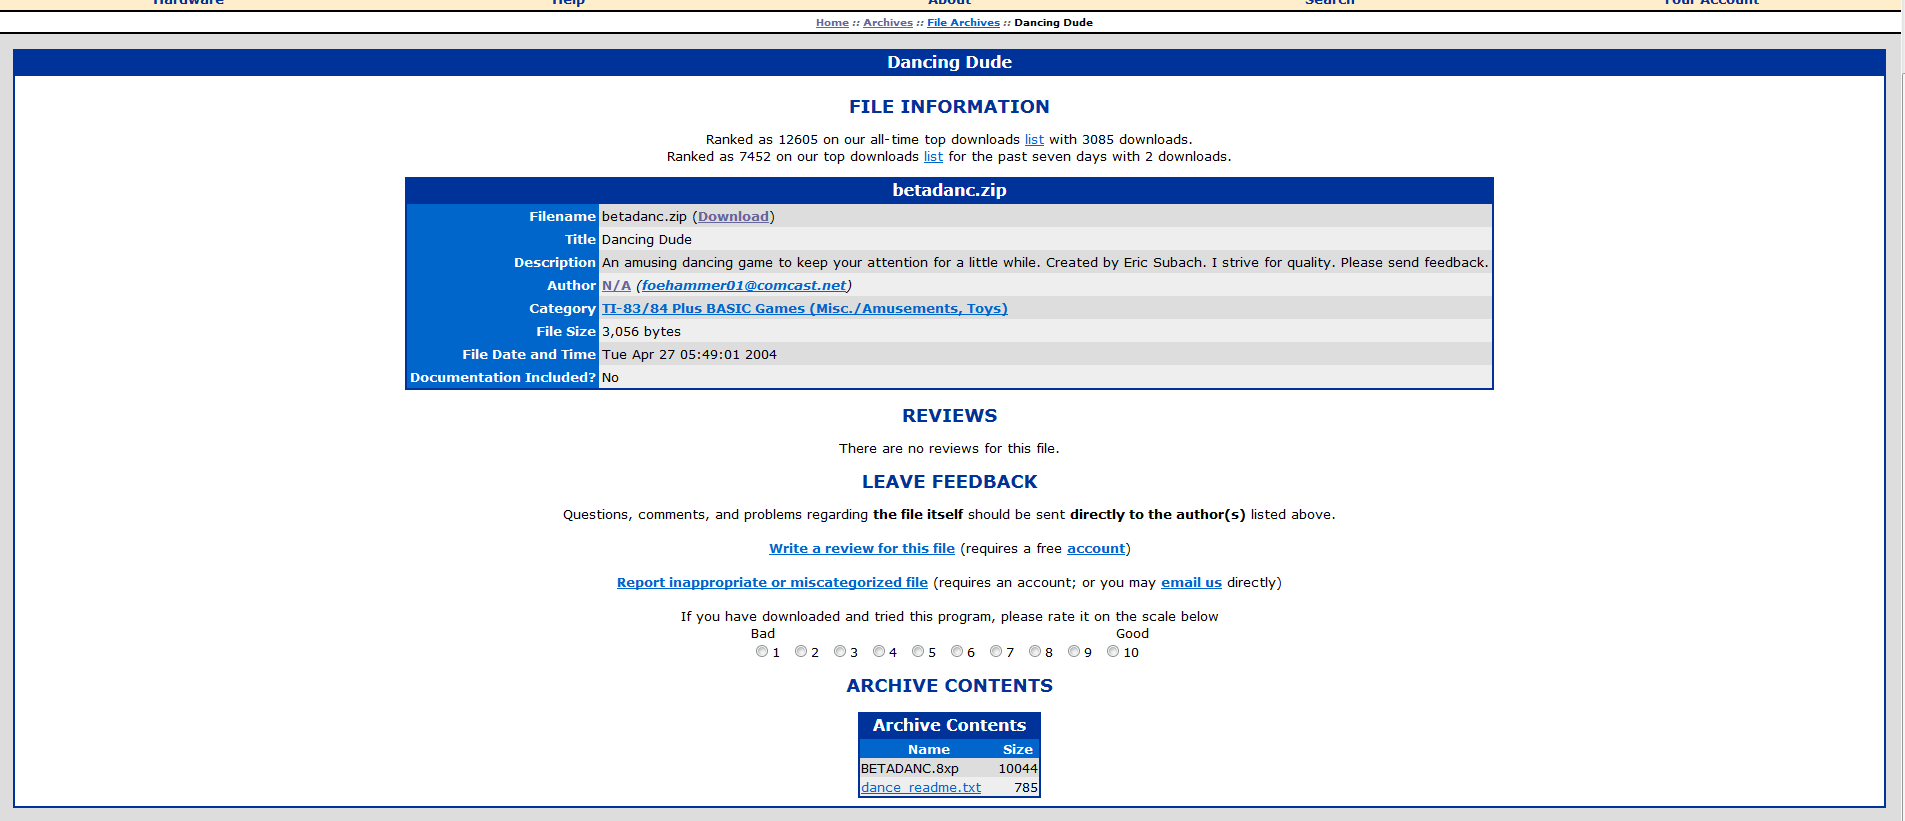 Hardware Help About Search Your Account
Home :: Archives :: File Archives :: Dancing Dude
Dancing Dude
FILE INFORMATION
Ranked as 12605 on our all-time top downloads list with 3085 downloads.
Ranked as 7452 on our top downloads list for the past seven days with 2 downloads.
betadanc.zip
Filename betadanc.zip (Download)
Title Dancing Dude
Description An amusing dancing game to keep your attention for a little while. Created by Eric Subach. I strive for quality. Please send feedback.
Author N/A (foehammer01@comcast.net)
Category TI-83/84 Plus BASIC Games (Misc./Amusements, Toys)
File Size 3,056 bytes
File Date and Time Tue Apr 27 05:49:01 2004
Documentation Included? No
REVIEWS
There are no reviews for this file.
LEAVE FEEDBACK
Questions, comments, and problems regarding the file itself should be sent directly to the author(s) listed above.
Write a review for this file (requires a free account)
Report inappropriate or miscategorized file (requires an account; or you may email us directly)
If you have downloaded and tried this program, please rate it on the scale below
Bad Good
1 2 3 4 5 6 7 8 9 10
ARCHIVE CONTENTS
Archive Contents
Name Size
BETADANC.8xp 10044
dance_readme.txt 785